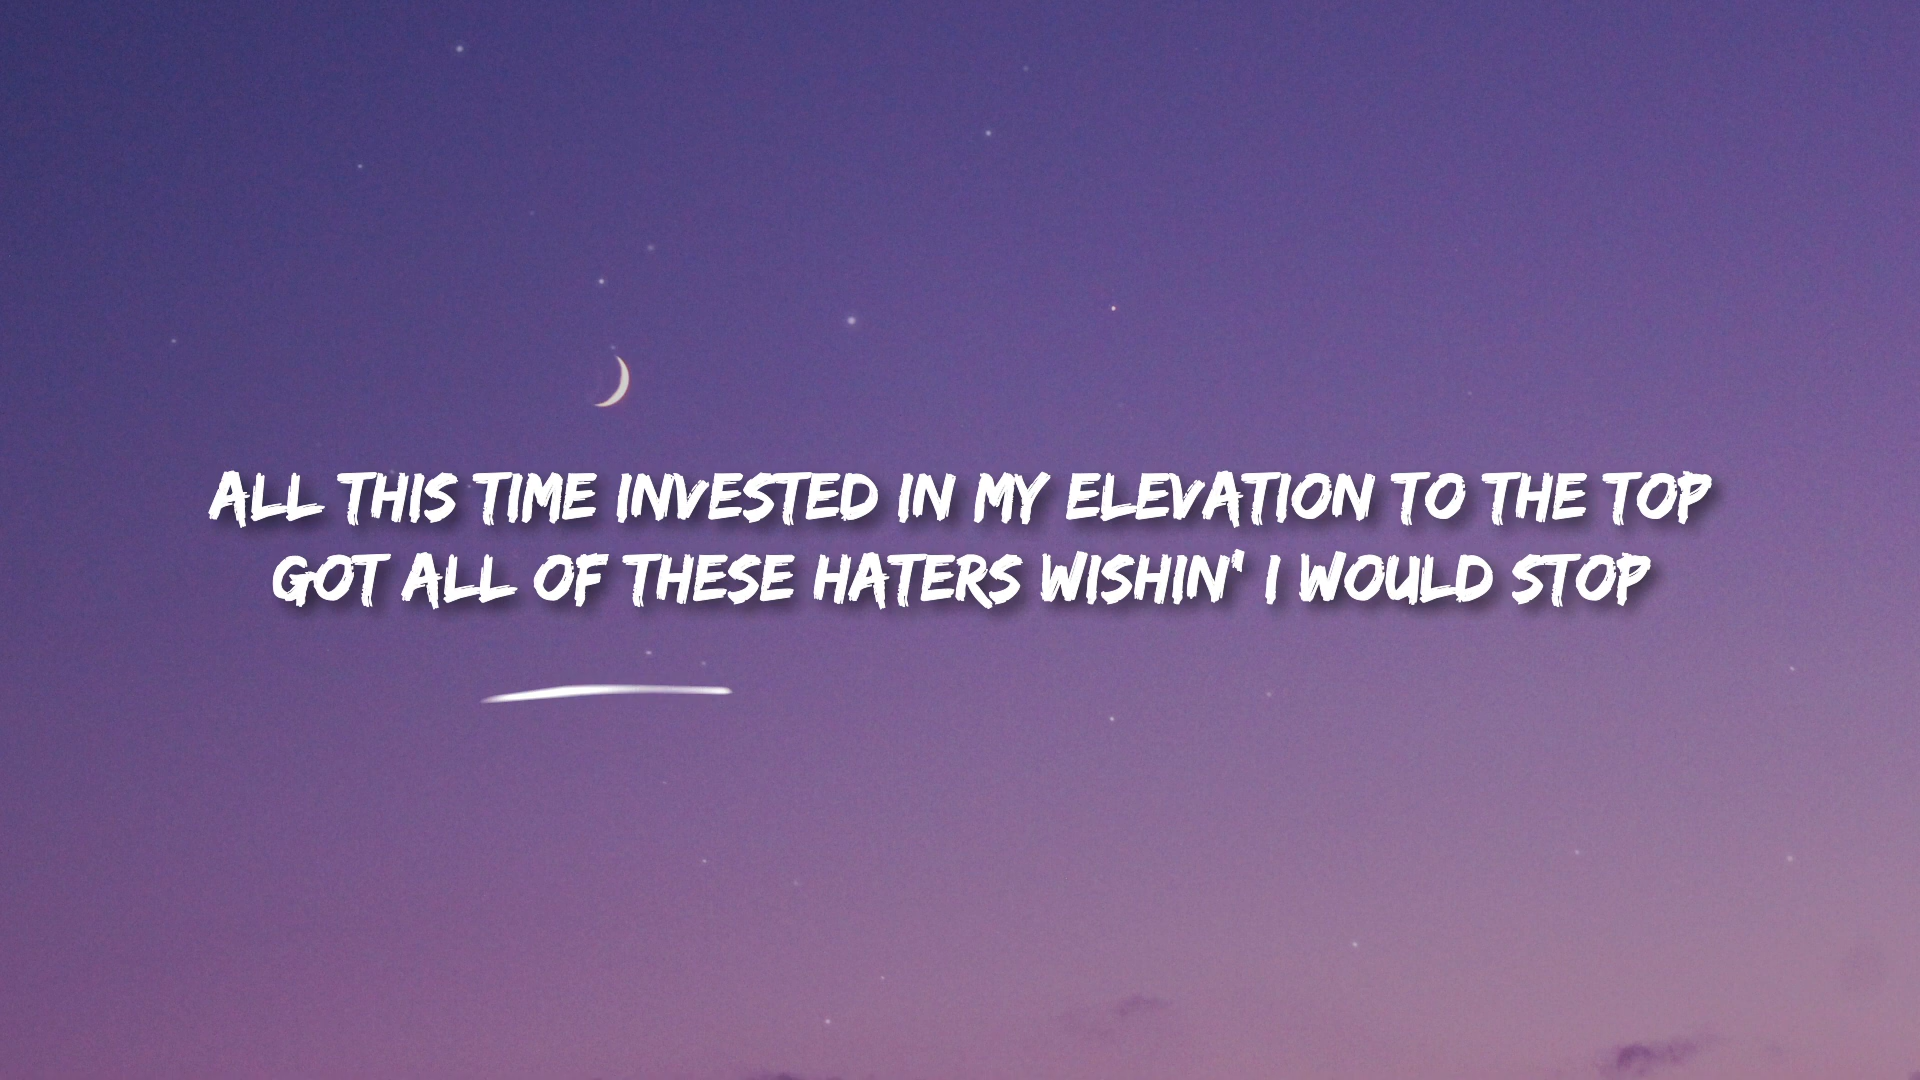 ALL THIS TIME INVESTED IN MY ELEVATION TO THE TOP
GOT ALL OF THESE HATERS WISHIN' I WOULD STOP